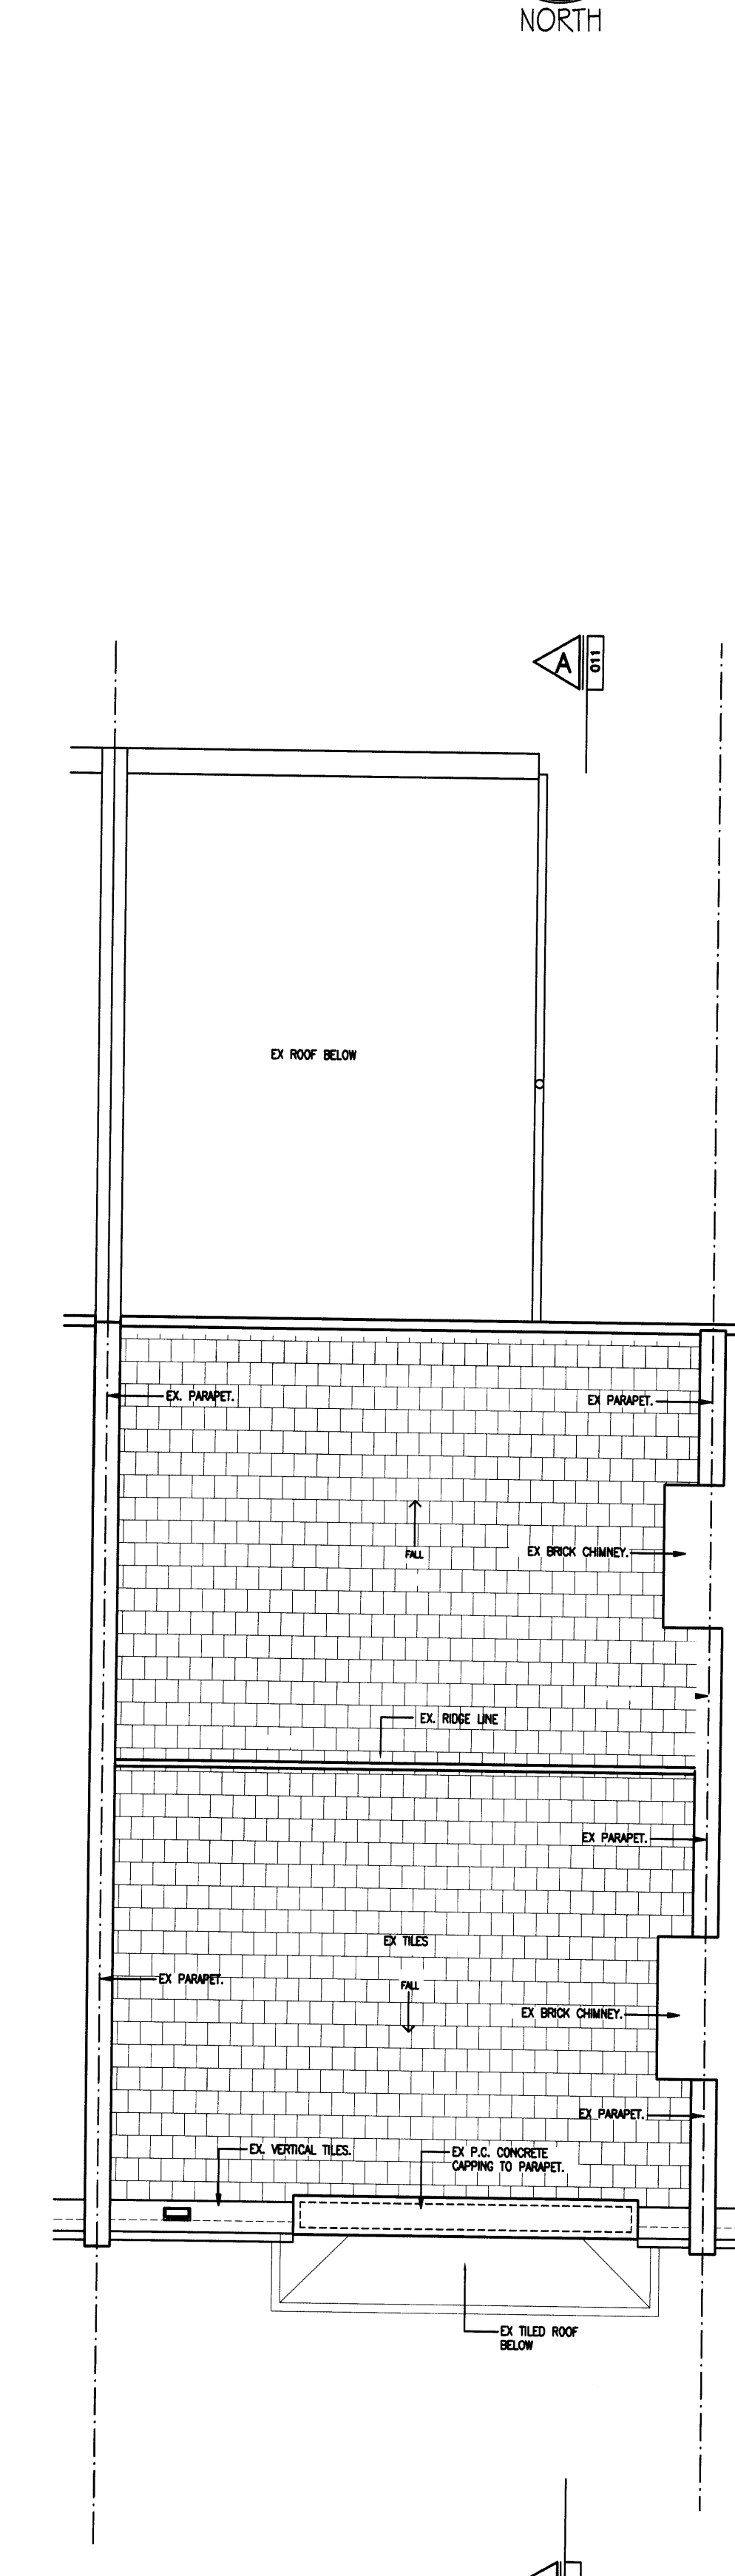 NORTH
A
011
EX ROOF BELOW
EX. PARAPET.
EX PARAPET.
FALL
EX BRICK CHIMNEY.
EX. RIDGE LINE
EX PARAPET.
EX TILES
EX PARAPET.
FALL
EX BRICK CHIMNEY.
EX PARAPET.
EX. VERTICAL TILES.
EX P.C. CONCRETE
CAPPING TO PARAPET.
EX TILED ROOF
BELOW